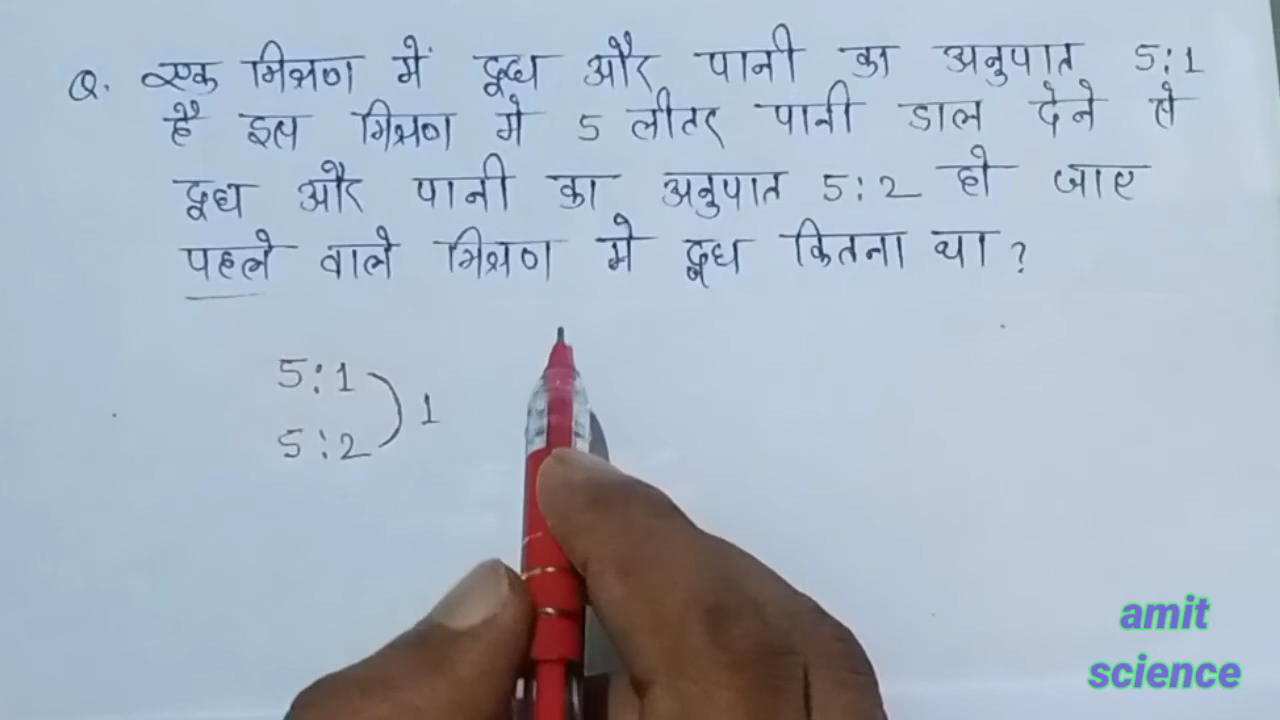 Q. एक मिश्रण में दूध और पानी का अनुपात 5:1
है इस मिश्रण मे 5 लीटर पानी डाल देने से
दूध और पानी का अनुपात 5:2 हो जाए
पहले वाले मिश्रण मे दूध कितना था ?
5:1
1
5:2
amit
science